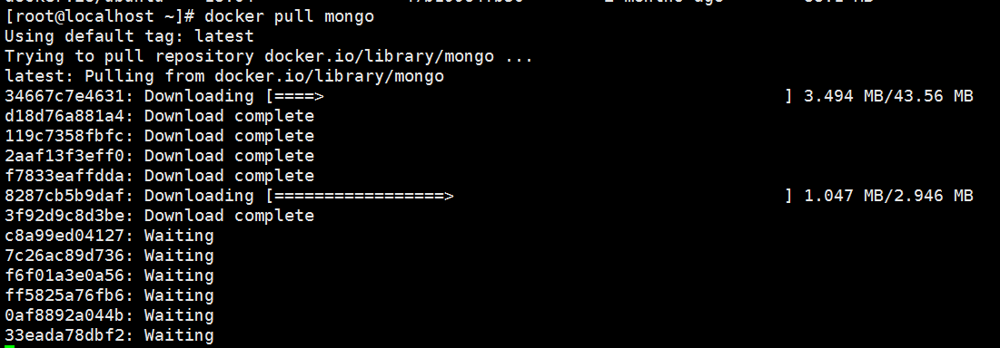 [root@localhost ~]# docker pull mongo
Using default tag: latest
Trying to pull repository docker.io/library/mongo ...
latest: Pulling from docker.io/library/mongo
34667c7e4631: Downloading [====>                                              ] 3.494 MB/43.56 MB
d18d76a881a4: Download complete
119c7358fbfc: Download complete
2aaf13f3eff0: Download complete
f7833eaffdda: Download complete
8287cb5b9daf: Downloading [=================>                                 ] 1.047 MB/2.946 MB
3f92d9c8d3be: Download complete
c8a99ed04127: Waiting
7c26ac89d736: Waiting
f6f01a3e0a56: Waiting
ff5825a76fb6: Waiting
0af8892a044b: Waiting
33eada78dbf2: Waiting